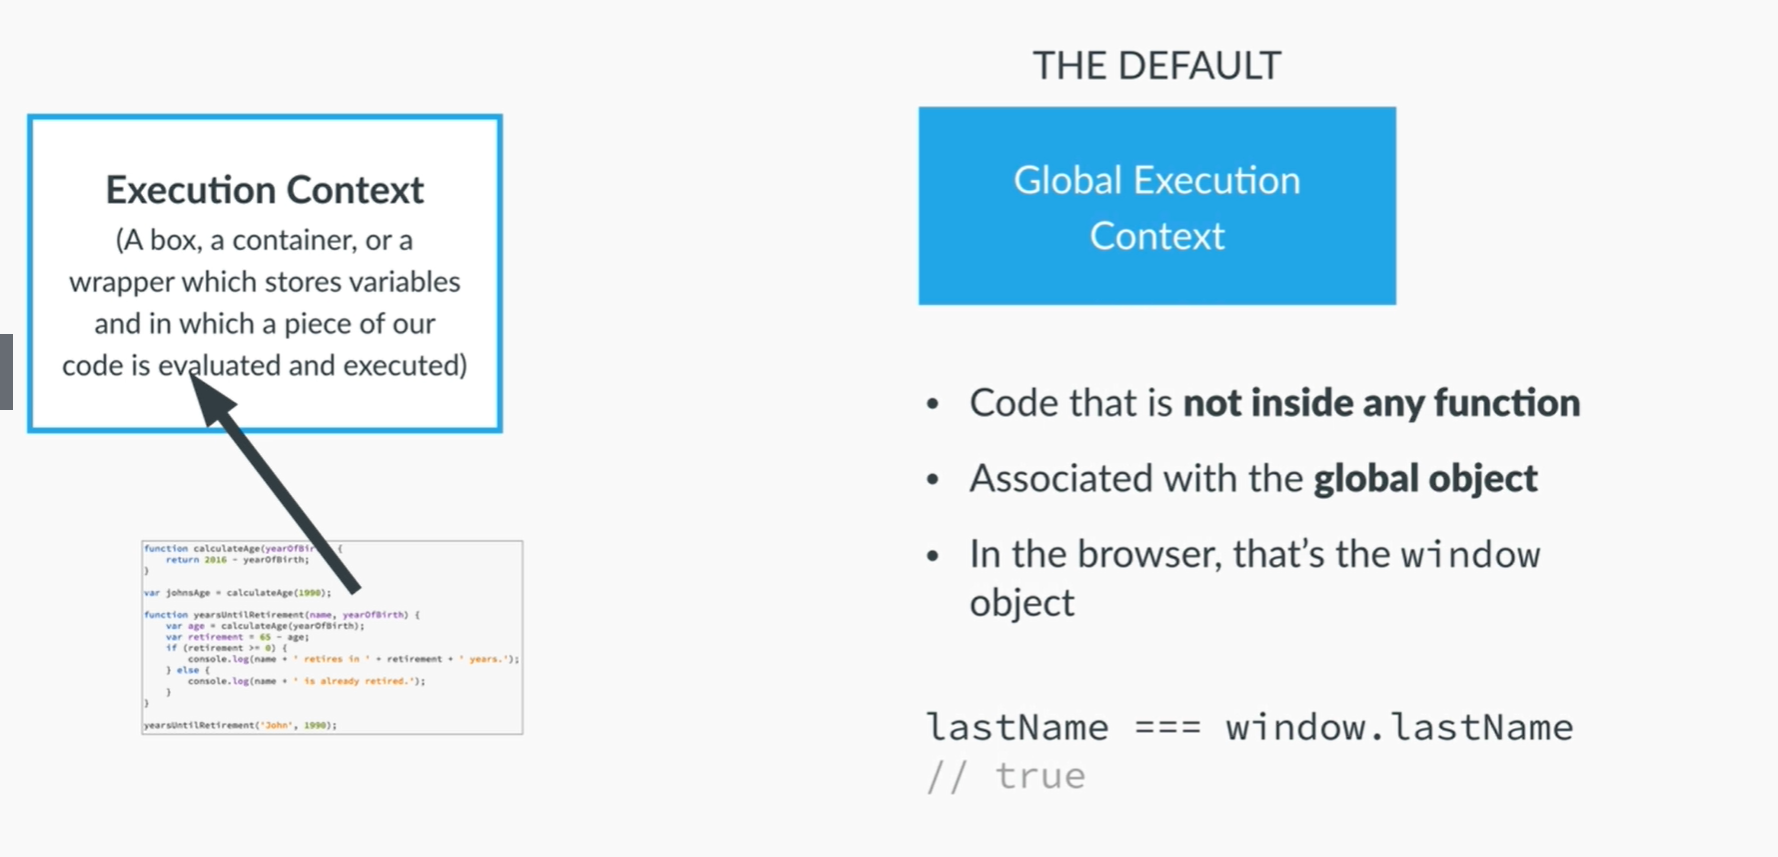 Execution Context
(A box, a container, or a
wrapper which stores variables
and in which a piece of our
code is evaluated and executed)
function calculateAge(yearOfBir {
    return 2016 - yearOfBirth;
}
var johnsAge = calculateAge(1990);
function yearsUntilRetirement(name, yearOfBirth) {
    var age = calculateAge(yearOfBirth);
    var retirement = 65 - age;
    if (retirement >= 0) {
        console.log(name + ' retires in ' + retirement + ' years.');
    } else {
        console.log(name + ' is already retired.');
    }
}
yearsUntilRetirement('John', 1990);
THE DEFAULT
Global Execution
Context
• Code that is not inside any function
• Associated with the global object
• In the browser, that's the window
object
lastName === window.lastName
// true